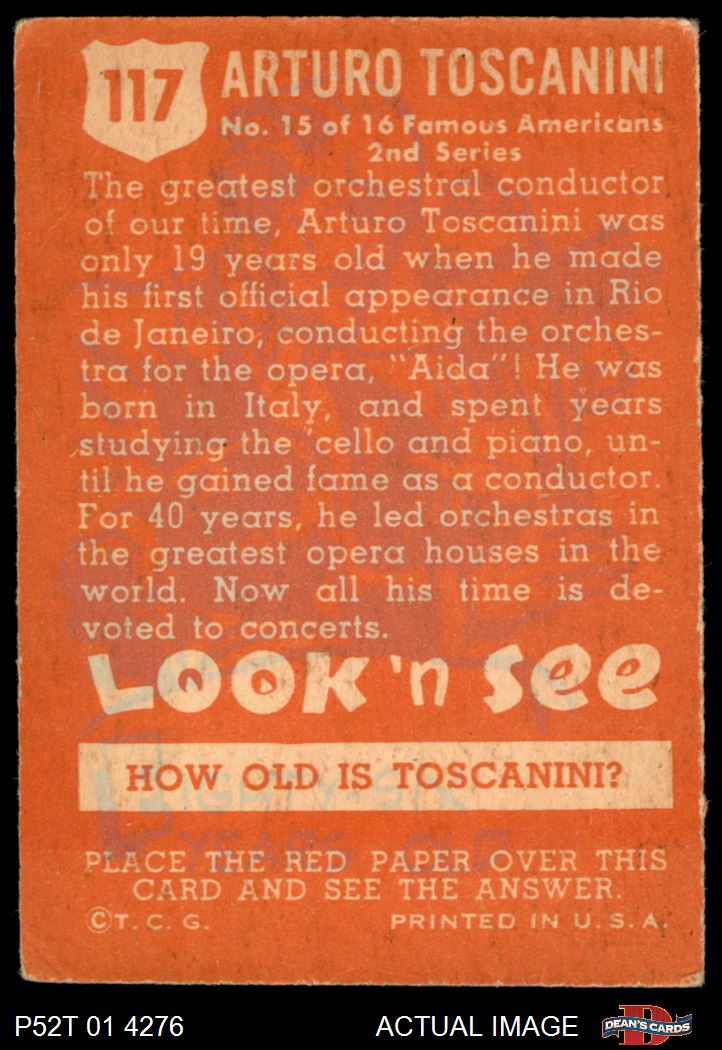 117
ARTURO TOSCANINI
No. 15 of 16 Famous Americans
2nd Series
The greatest orchestral conductor
of our time, Arturo Toscanini was
only 19 years old when he made
his first official appearance in Rio
de Janeiro, conducting the orches-
tra for the opera, "Aida"! He was
born in Italy, and spent years
studying the 'cello and piano, un-
til he gained fame as a conductor.
For 40 years, he led orchestras in
the greatest opera houses in the
world. Now all his time is de-
voted to concerts.
LOOK 'n SEE
HOW OLD IS TOSCANINI?
EIGHTY-SIX
YEARS OLD
PLACE THE RED PAPER OVER THIS
CARD AND SEE THE ANSWER.
©T. C. G. PRINTED IN U. S. A.
P52T 01 4276 ACTUAL IMAGE DEAN'S CARDS